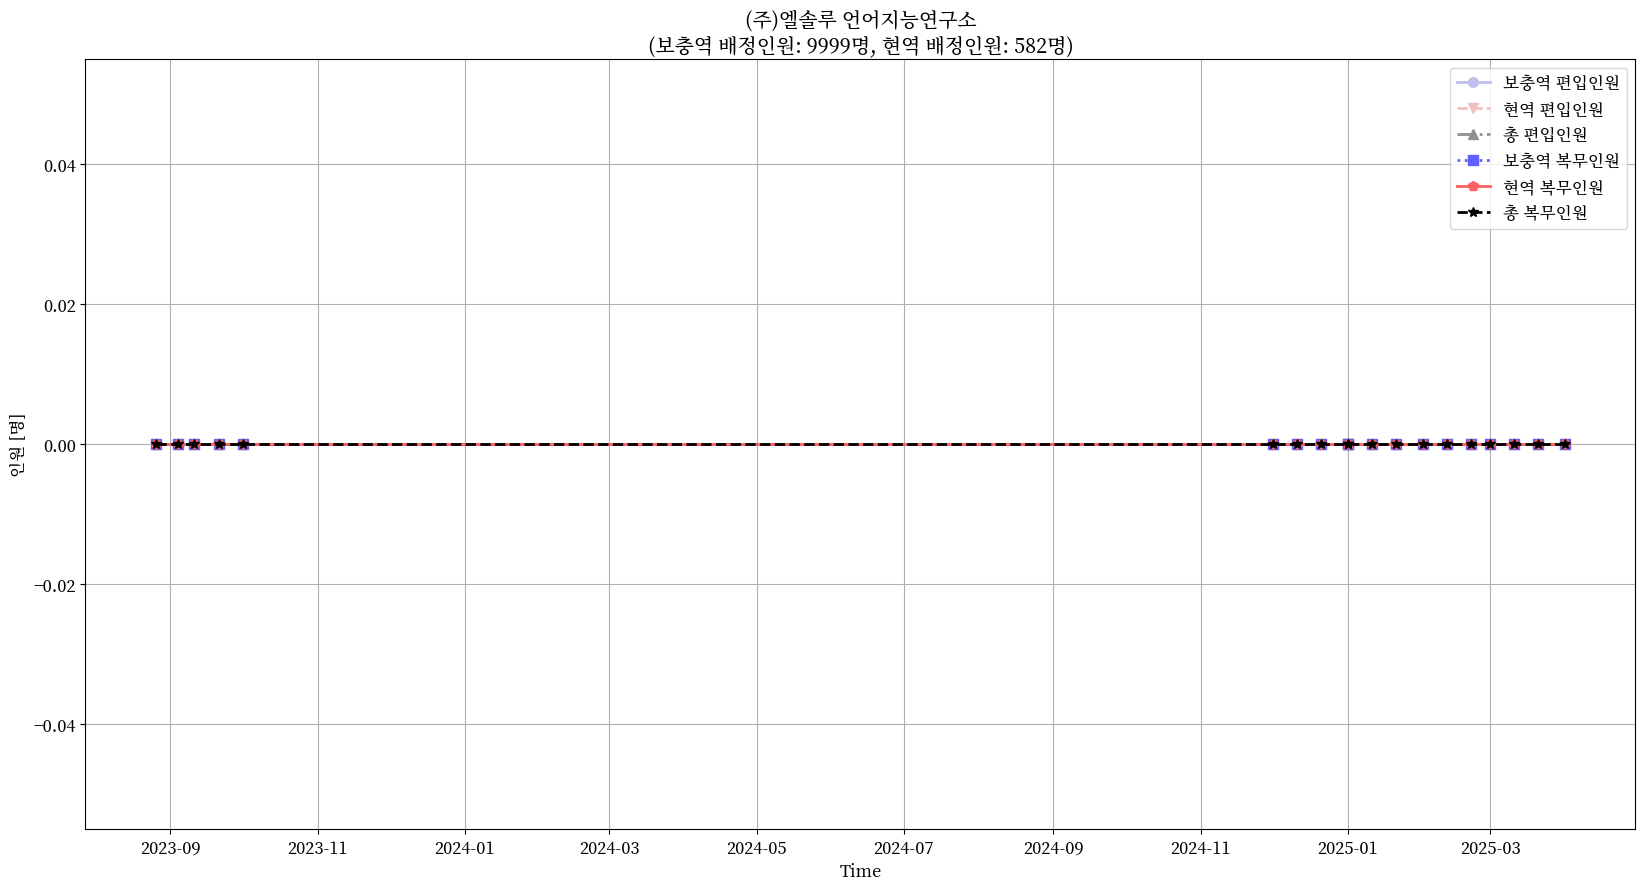 (주)엘솔루 언어지능연구소
(보충역 배정인원: 9999명, 현역 배정인원: 582명)
보충역 편입인원
현역 편입인원
총 편입인원
보충역 복무인원
현역 복무인원
총 복무인원
0.04
0.02
0.00
−0.02
−0.04
인원 [명]
2023-09 2023-11 2024-01 2024-03 2024-05 2024-07 2024-09 2024-11 2025-01 2025-03
Time